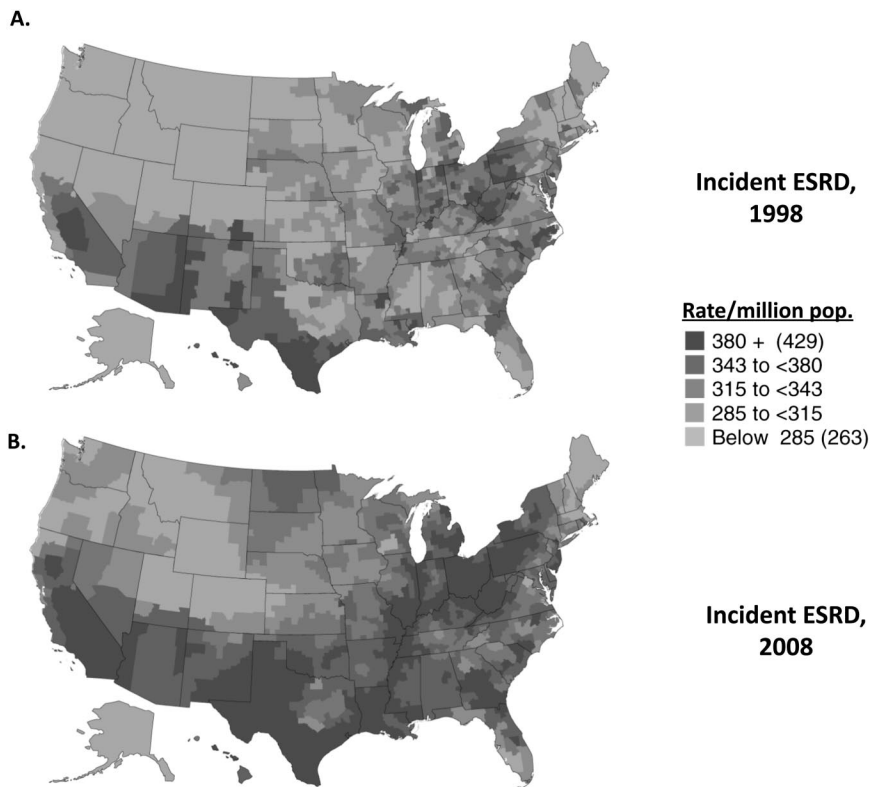 A.
Incident ESRD,
1998
Rate/million pop.
380 + (429)
343 to <380
315 to <343
285 to <315
Below 285 (263)
B.
Incident ESRD,
2008